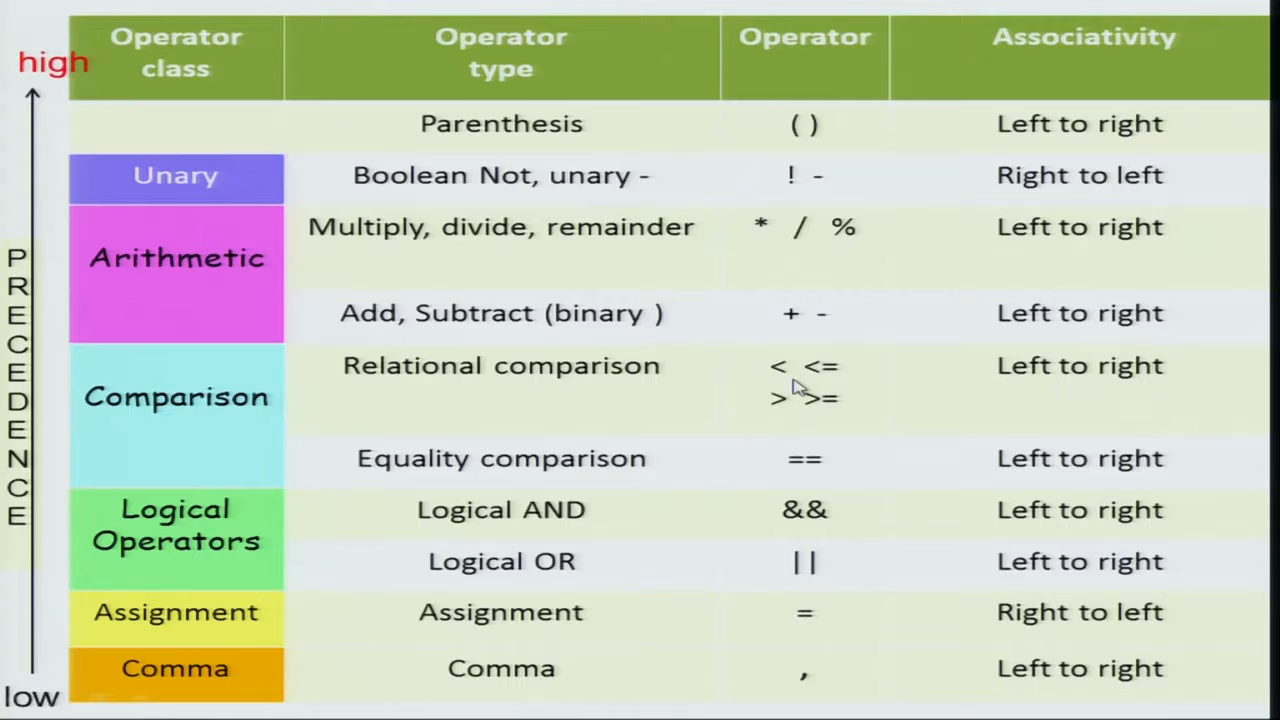 high
PRECEDENCE
low
Operator class Operator type Operator Associativity
Parenthesis ( ) Left to right
Unary Boolean Not, unary - ! - Right to left
Arithmetic Multiply, divide, remainder * / % Left to right
Add, Subtract (binary ) + - Left to right
Comparison Relational comparison < <= Left to right
> >=
Equality comparison == Left to right
Logical Operators Logical AND && Left to right
Logical OR || Left to right
Assignment Assignment = Right to left
Comma Comma , Left to right